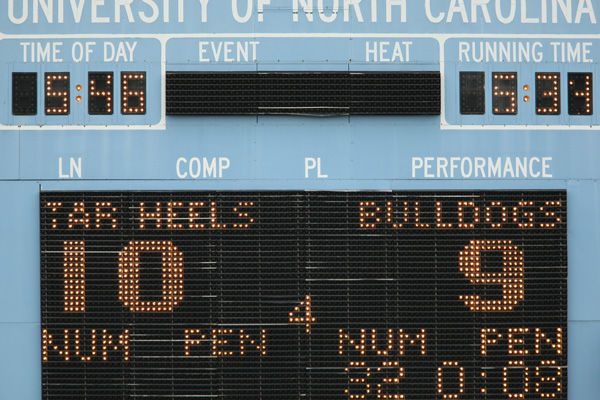 UNIVERSITY OF NORTH CAROLINA
TIME OF DAY EVENT HEAT RUNNING TIME
5:46 5:34
LN COMP PL PERFORMANCE
TAR HEELS BULLDOGS
10 9
4
NUM PEN NUM PEN
32 0:08